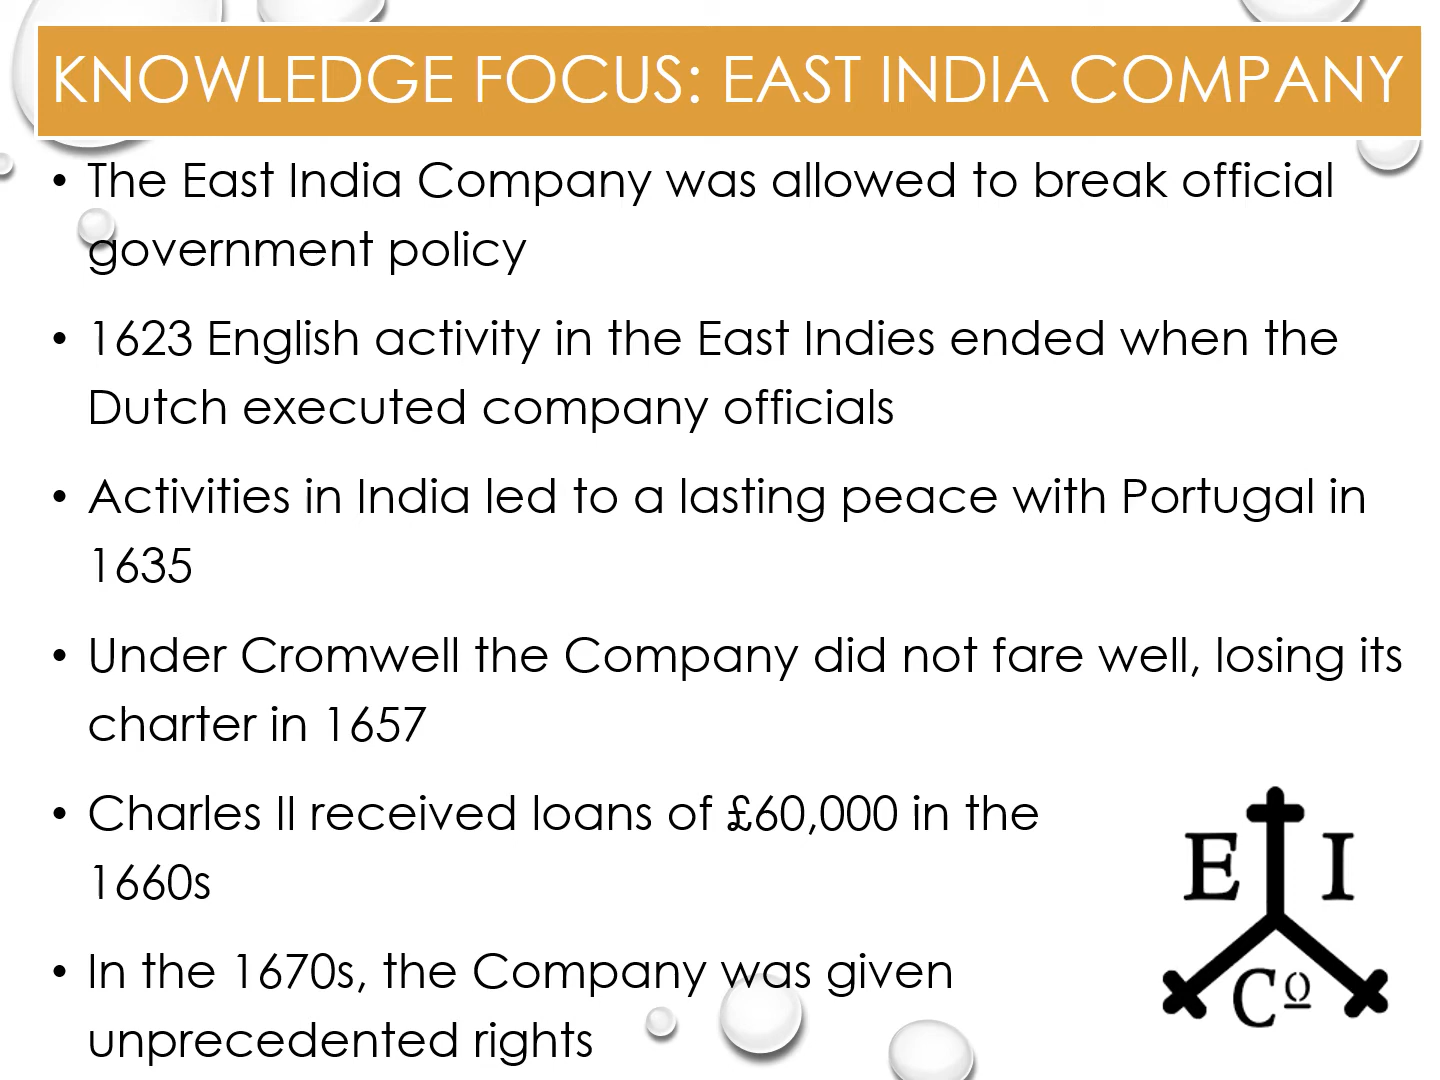 KNOWLEDGE FOCUS: EAST INDIA COMPANY
• The East India Company was allowed to break official
government policy
• 1623 English activity in the East Indies ended when the
Dutch executed company officials
• Activities in India led to a lasting peace with Portugal in
1635
• Under Cromwell the Company did not fare well, losing its
charter in 1657
• Charles II received loans of £60,000 in the
1660s
• In the 1670s, the Company was given
unprecedented rights
E I
Co